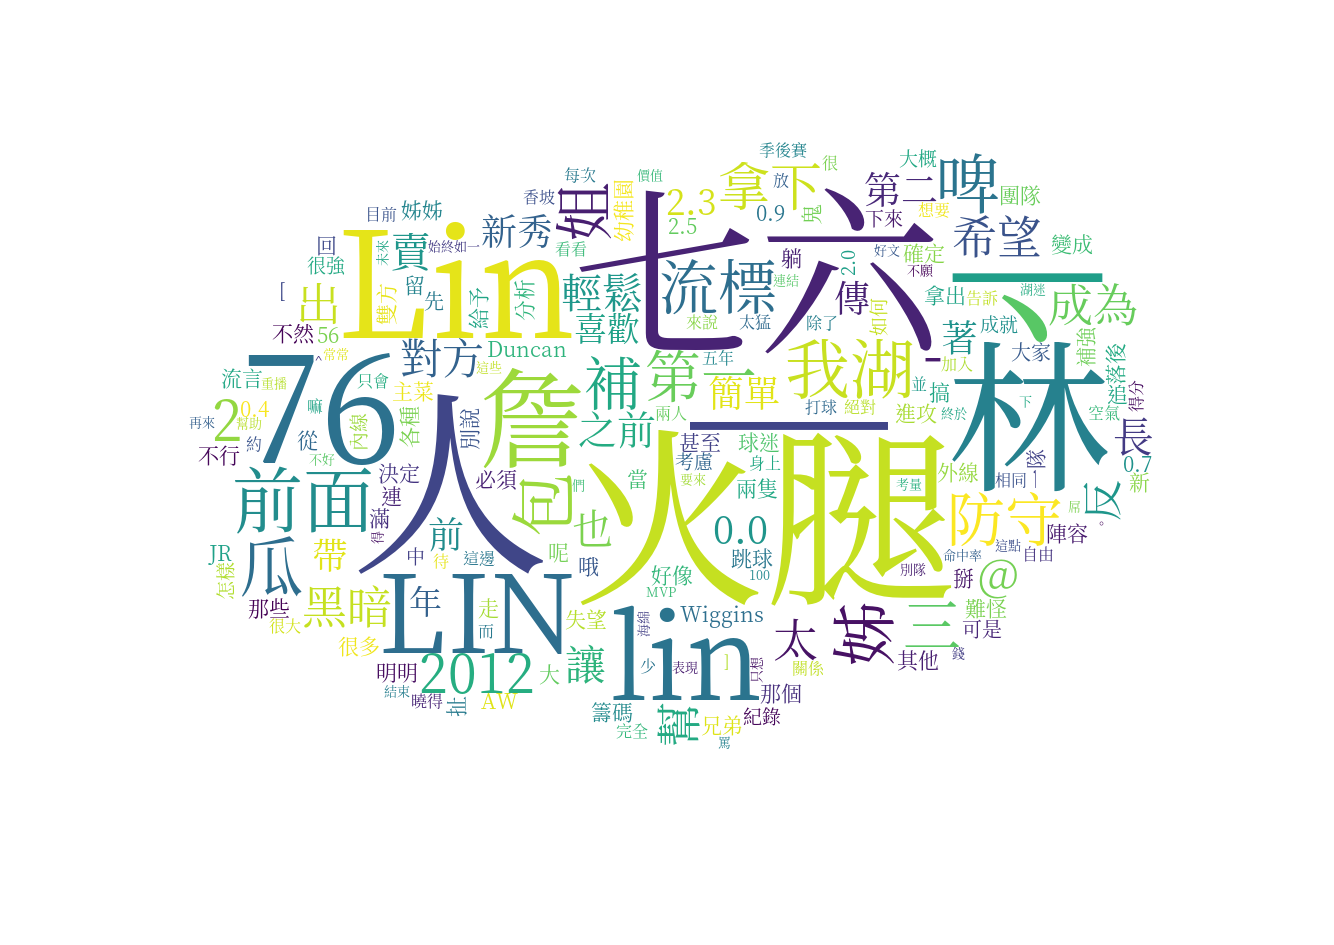 季後賽
很
大概
每次
價值
拿下
放
第二
啤
團隊
香坡
姐
幼稚園
2.3
2.5
0.9
鬼
下來
想要
希望
變成
目前
姊姊
新秀
七六
回
很強
未來
賣
始終如一
Lin
看看
流標
躺
2.0
好文
確定
不願
一
湖迷
[
出
雙方
留
先
給予
分析
輕鬆
連結
傳
如何
拿出
告訴
、
成為
不然
56
喜歡
來說
太猛
除了
著
成就
大家
補強
^
常常
對方
Duncan
這些
第一
五年
我湖
-
加入
追落後
流言
重播
76
只會
主菜
人
詹
補
簡單
打球
絕對
並
搞
林
下
得分
2
0.4
幫助
嘛
內線
各種
別說
之前
兩人
火腿
一
進攻
終於
空氣
再來
不行
約
從
甚至
球迷
長
不好
決定
必須
包
們
考慮
身上
外線
隊
0.7
前面
連
當
要來
兩隻
考量
相同
一
反
新
屌
瓜
滿
前
也
0.0
防守
。
JR
帶
得
中
待
這邊
呢
哦
跳球
命中率
這點
自由
陣容
怎樣
好像
100
別隊
掰
@
難怪
那些
黑暗
年
LIN
走
MVP
lin
Wiggins
姊
三
可是
很大
而
失望
海綿
太
很多
明明
2012
大
讓
少
表現
]
只想
關係
其他
錢
結束
曉得
扯
AW
籌碼
那個
完全
幫
兄弟
紀錄
罵